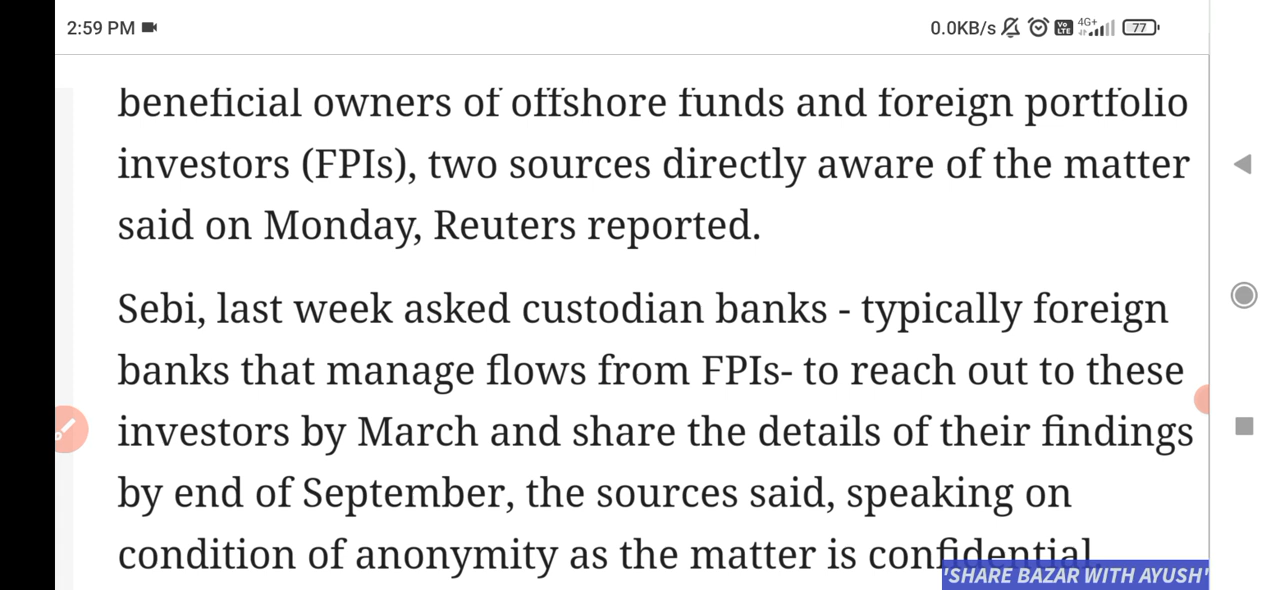 2:59 PM
0.0KB/s Vo LTE 4G+ 77
beneficial owners of offshore funds and foreign portfolio
investors (FPIs), two sources directly aware of the matter
said on Monday, Reuters reported.
Sebi, last week asked custodian banks - typically foreign
banks that manage flows from FPIs- to reach out to these
investors by March and share the details of their findings
by end of September, the sources said, speaking on
condition of anonymity as the matter is confidential.
'SHARE BAZAR WITH AYUSH'